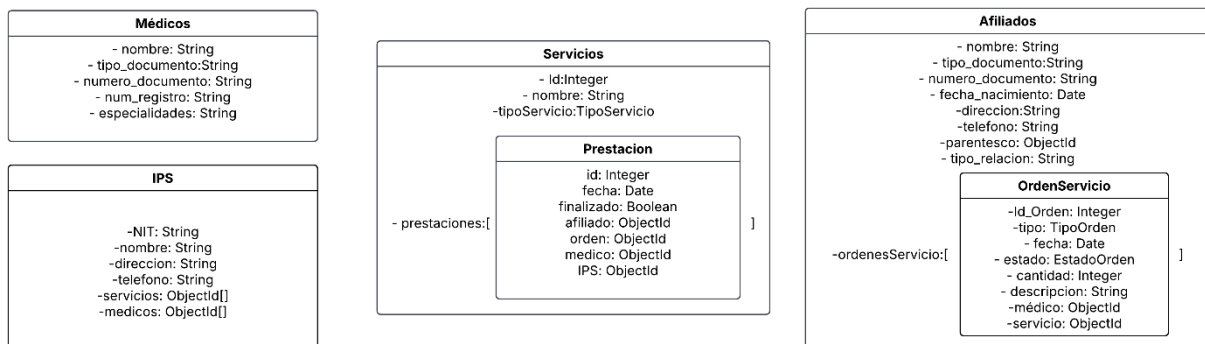 Médicos
- nombre: String
- tipo_documento:String
- numero_documento: String
- num_registro: String
- especialidades: String
IPS
-NIT: String
-nombre: String
-direccion: String
-telefono: String
-servicios: ObjectId[]
-medicos: ObjectId[]
Servicios
- Id:Integer
- nombre: String
-tipoServicio:TipoServicio
- prestaciones:[
Prestacion
id: Integer
fecha: Date
finalizado: Boolean
afiliado: ObjectId
orden: ObjectId
medico: ObjectId
IPS: ObjectId
]
Afiliados
- nombre: String
- tipo_documento:String
- numero_documento: String
- fecha_nacimiento: Date
-direccion:String
-telefono: String
-parentesco: ObjectId
- tipo_relacion: String
-ordenesServicio:[
OrdenServicio
-Id_Orden: Integer
-tipo: TipoOrden
- fecha: Date
- estado: EstadoOrden
- cantidad: Integer
- descripcion: String
-médico: ObjectId
-servicio: ObjectId
]